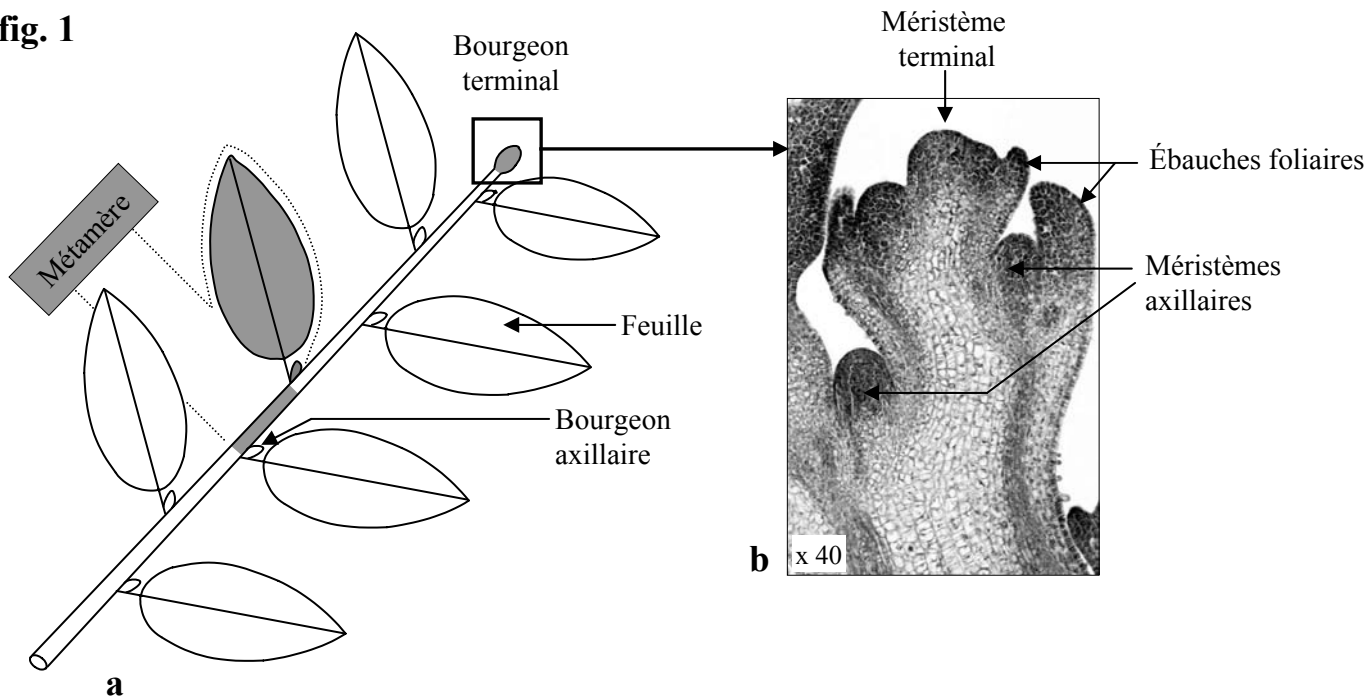 fig. 1
Bourgeon
terminal
Méristème
terminal
Ébauches foliaires
Métamère
Méristèmes
axillaires
Feuille
Bourgeon
axillaire
b
x 40
a